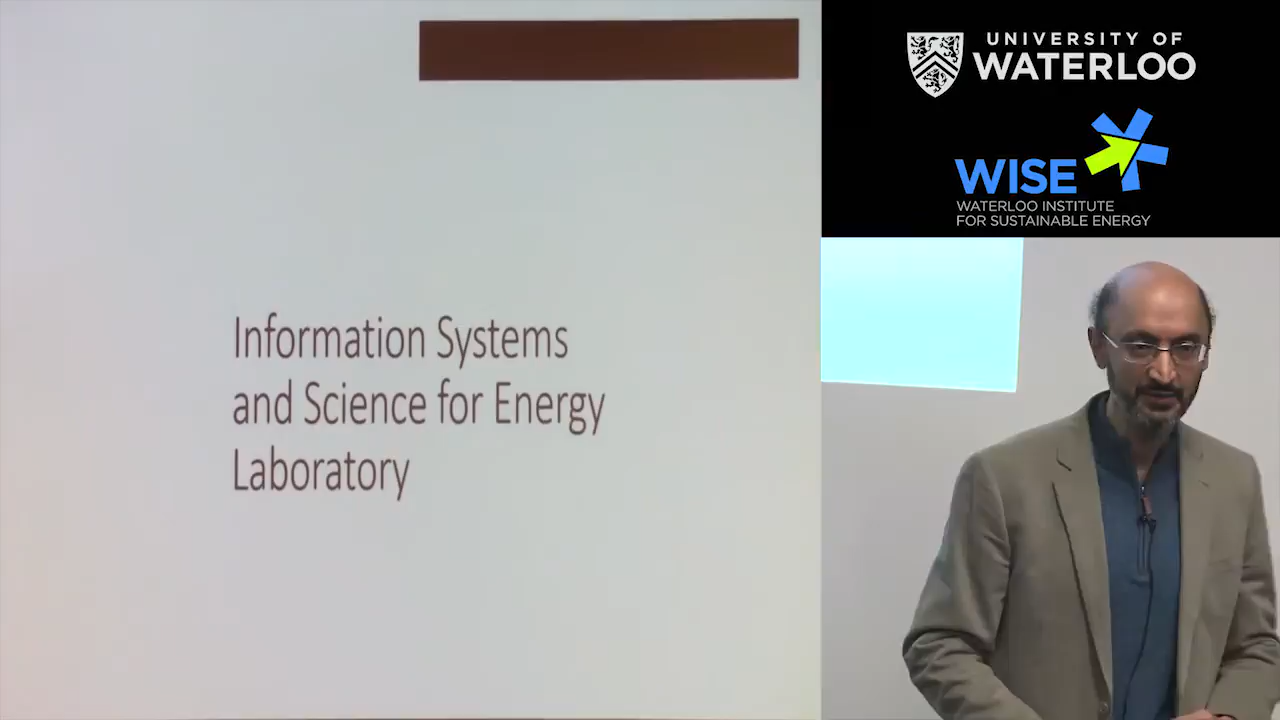 Information Systems
and Science for Energy
Laboratory
UNIVERSITY OF
WATERLOO
WISE
WATERLOO INSTITUTE
FOR SUSTAINABLE ENERGY